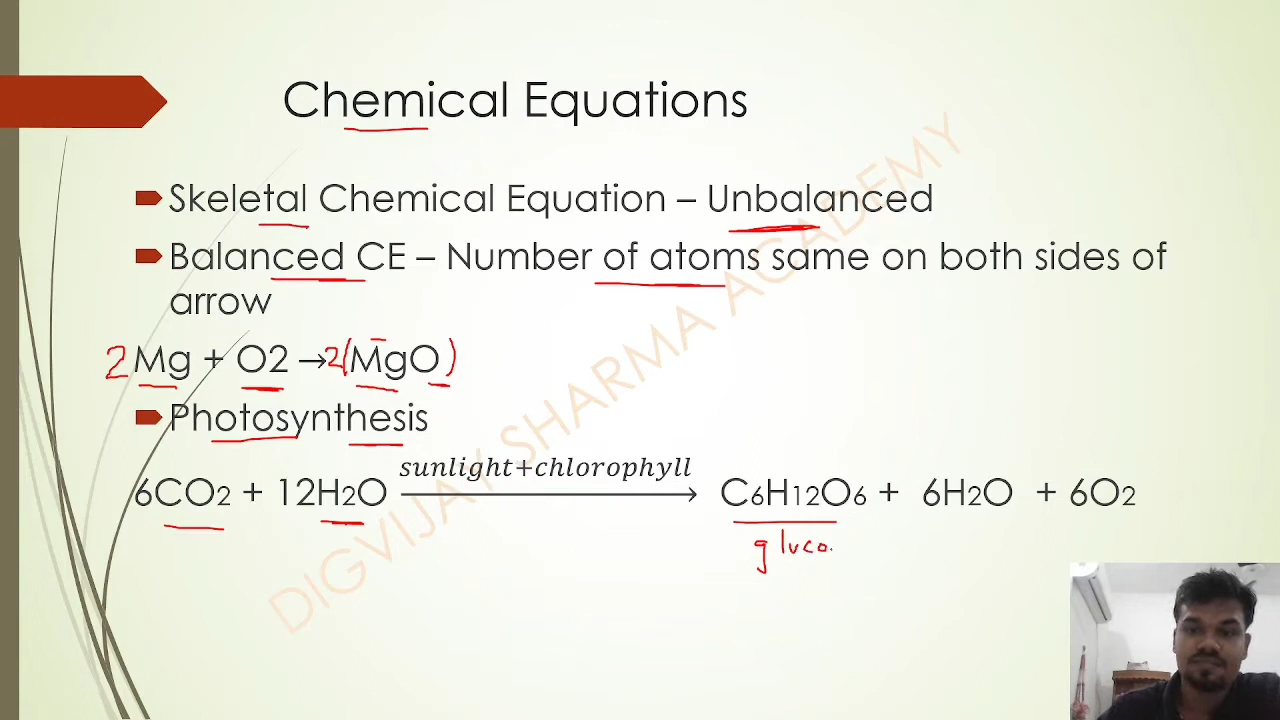 Chemical Equations
Skeletal Chemical Equation – Unbalanced
Balanced CE – Number of atoms same on both sides of
arrow
2Mg + O2 → 2(MgO)
Photosynthesis
sunlight+chlorophyll
6CO2 + 12H2O ⟶ C6H12O6 + 6H2O + 6O2
gluco
DIGVIJAY SHARMA ACADEMY